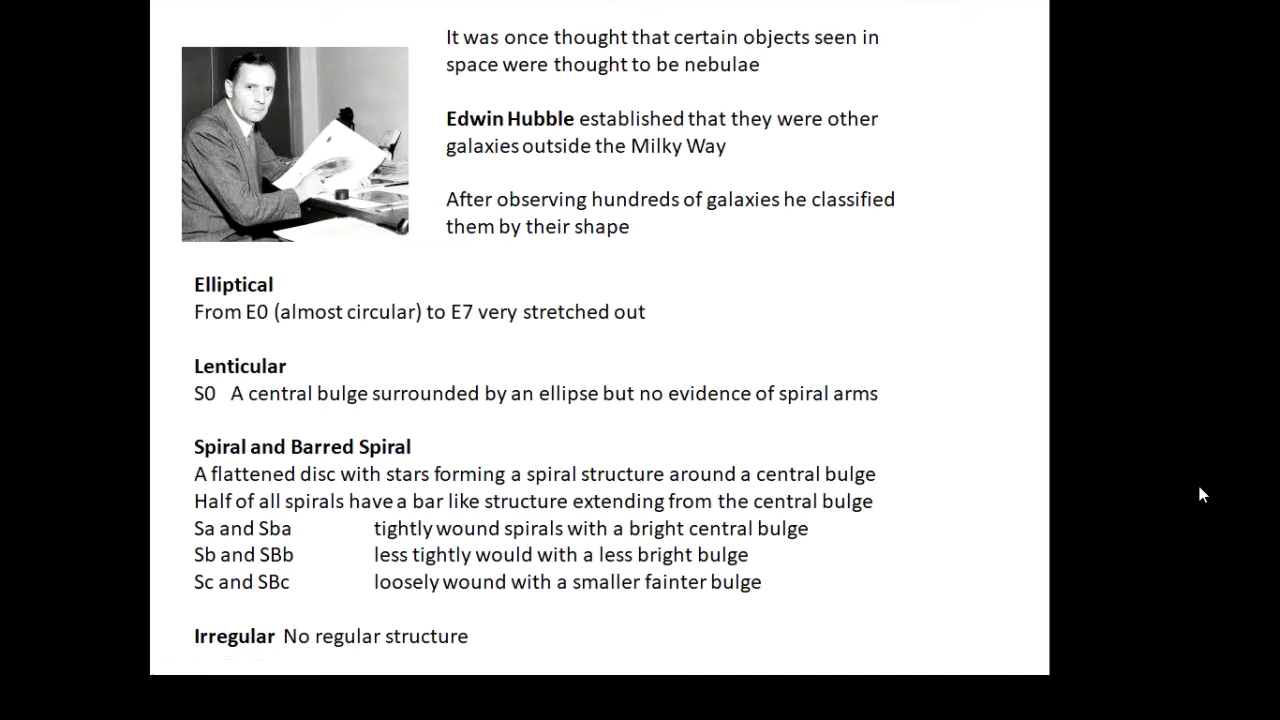 It was once thought that certain objects seen in
space were thought to be nebulae
Edwin Hubble established that they were other
galaxies outside the Milky Way
After observing hundreds of galaxies he classified
them by their shape
Elliptical
From E0 (almost circular) to E7 very stretched out
Lenticular
S0 A central bulge surrounded by an ellipse but no evidence of spiral arms
Spiral and Barred Spiral
A flattened disc with stars forming a spiral structure around a central bulge
Half of all spirals have a bar like structure extending from the central bulge
Sa and Sba tightly wound spirals with a bright central bulge
Sb and SBb less tightly would with a less bright bulge
Sc and SBc loosely wound with a smaller fainter bulge
Irregular No regular structure